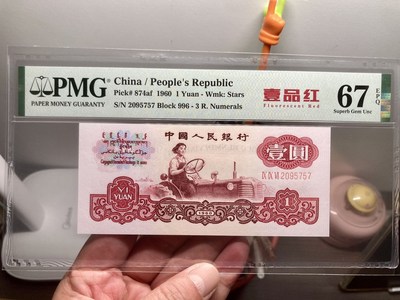 PMG
PAPER MONEY GUARANTY
China / People's Republic
Pick# 874af 1960 1 Yuan - Wmk: Stars
S/N 2095757 Block 996 - 3 R. Numerals
壹品红
Fluorescent Red
67 EPQ
Superb Gem Unc
中国人民银行
壹圆
2095757
YI YUAN
1
1960